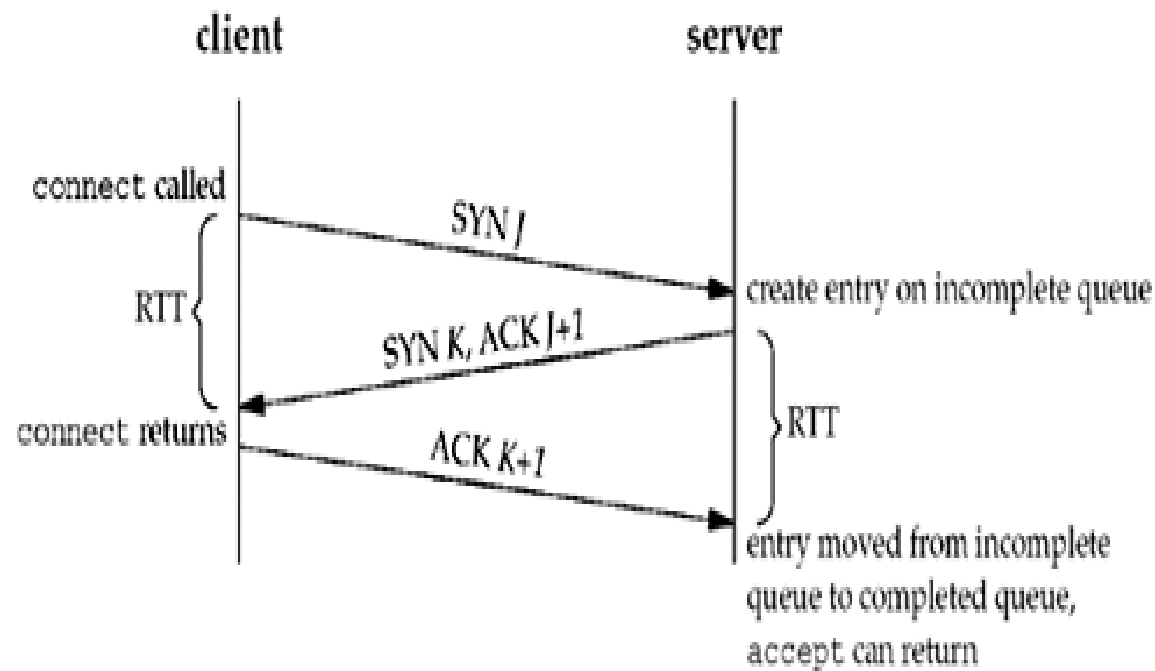 client
server
connect called
SYN J
create entry on incomplete queue
RTT
SYN K, ACK J+1
connect returns
RTT
ACK K+1
entry moved from incomplete
queue to completed queue,
accept can return